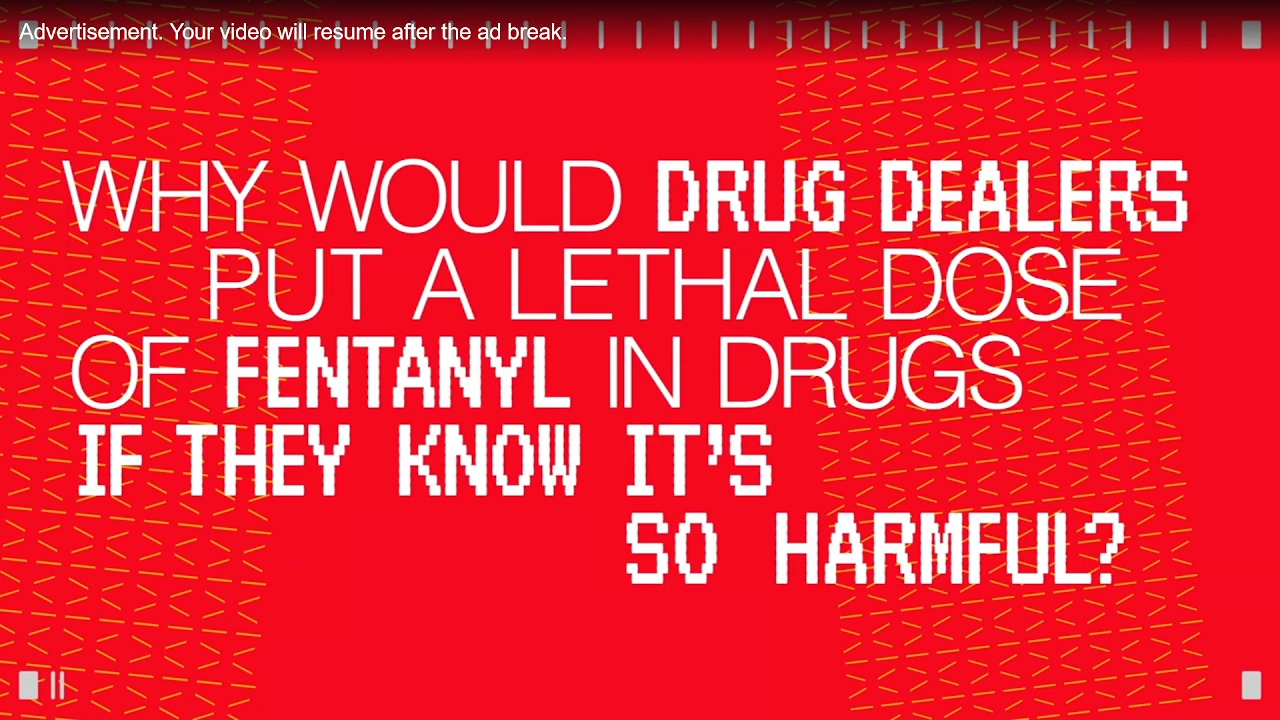 Advertisement. Your video will resume after the ad break.
WHY WOULD DRUG DEALERS
PUT A LETHAL DOSE
OF FENTANYL IN DRUGS
IF THEY KNOW IT'S
SO HARMFUL?